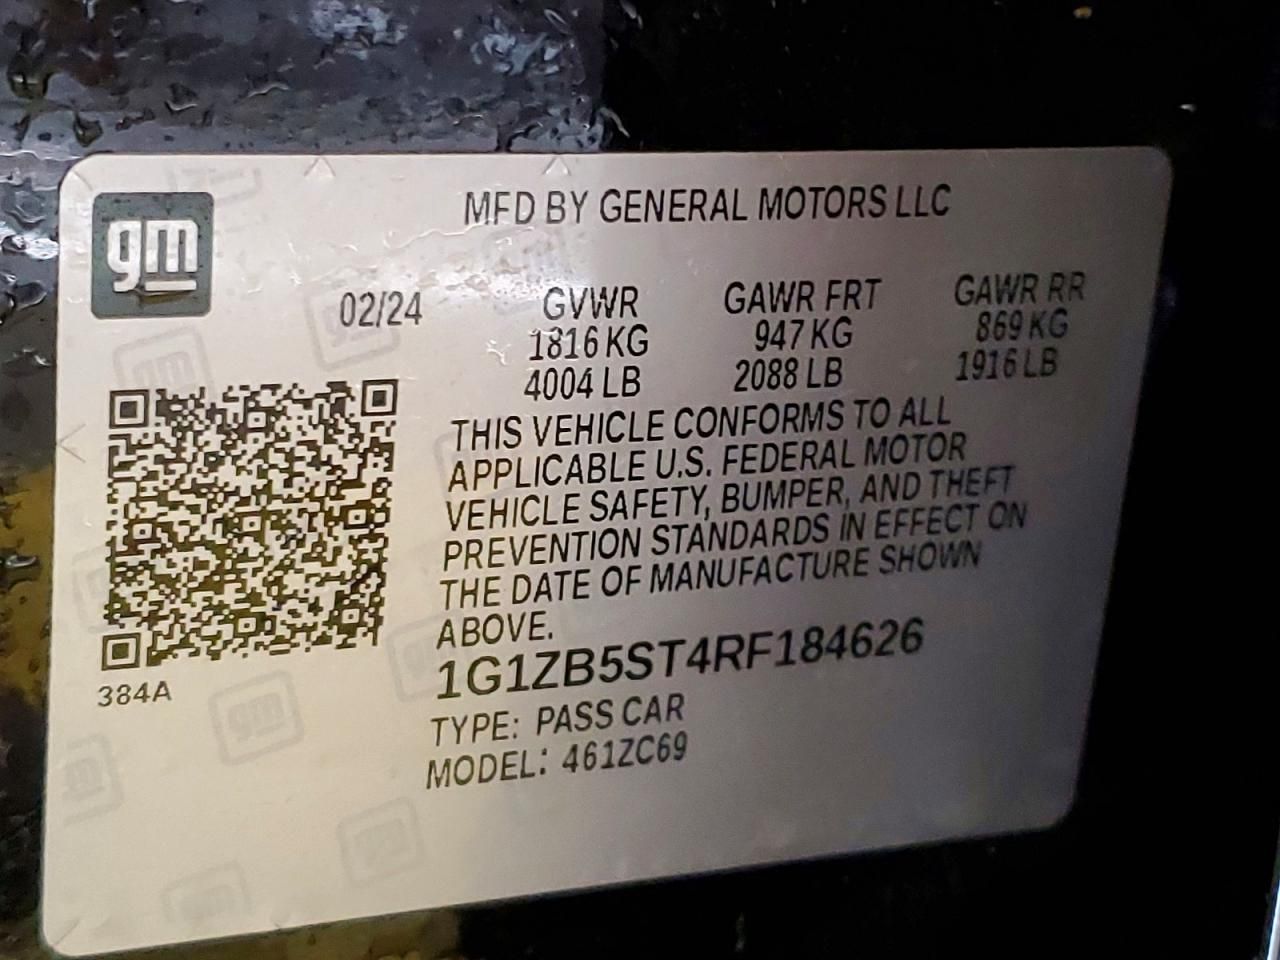 gm
MFD BY GENERAL MOTORS LLC
02/24 GVWR GAWR FRT GAWR RR
1816 KG 947 KG 869 KG
4004 LB 2088 LB 1916 LB
THIS VEHICLE CONFORMS TO ALL
APPLICABLE U.S. FEDERAL MOTOR
VEHICLE SAFETY, BUMPER, AND THEFT
PREVENTION STANDARDS IN EFFECT ON
THE DATE OF MANUFACTURE SHOWN
ABOVE.
1G1ZB5ST4RF184626
384A
TYPE: PASS CAR
MODEL: 461ZC69